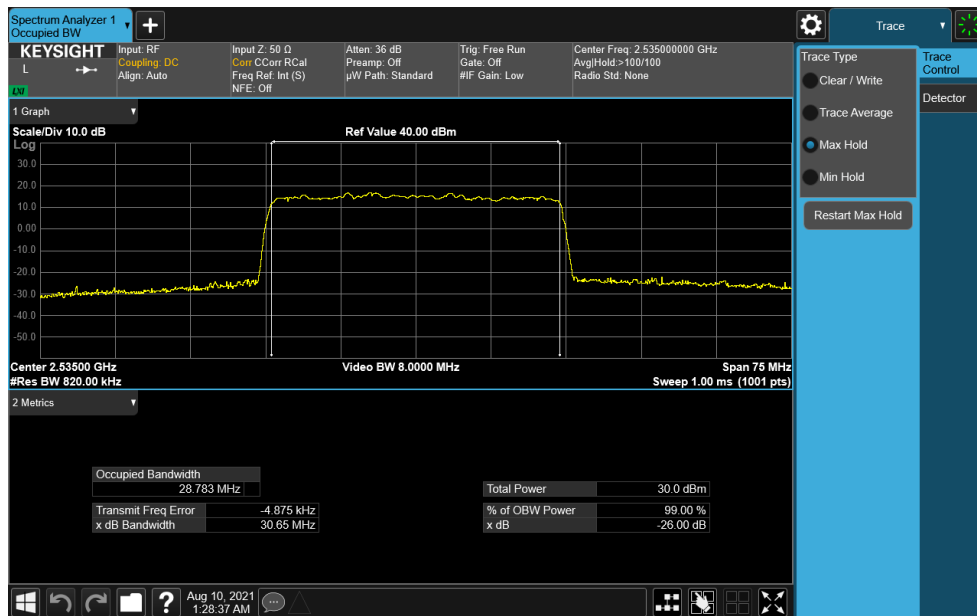 Spectrum Analyzer 1
Occupied BW
Trace
KEYSIGHT
L
LXI
Input: RF
Coupling: DC
Align: Auto
Input Z: 50 Ω
Corr CCorr RCal
Freq Ref: Int (S)
NFE: Off
Atten: 36 dB
Preamp: Off
µW Path: Standard
Trig: Free Run
Gate: Off
#IF Gain: Low
Center Freq: 2.535000000 GHz
Avg|Hold:>100/100
Radio Std: None
Trace Type
Clear / Write
Trace Average
Max Hold
Min Hold
Restart Max Hold
Trace
Control
Detector
1 Graph
Scale/Div 10.0 dB
Ref Value 40.00 dBm
Log
30.0
20.0
10.0
0.00
-10.0
-20.0
-30.0
-40.0
-50.0
Center 2.53500 GHz
#Res BW 820.00 kHz
Video BW 8.0000 MHz
Span 75 MHz
Sweep 1.00 ms (1001 pts)
2 Metrics
Occupied Bandwidth
28.783 MHz
Transmit Freq Error -4.875 kHz
x dB Bandwidth 30.65 MHz
Total Power 30.0 dBm
% of OBW Power 99.00 %
x dB -26.00 dB
?
Aug 10, 2021
1:28:37 AM